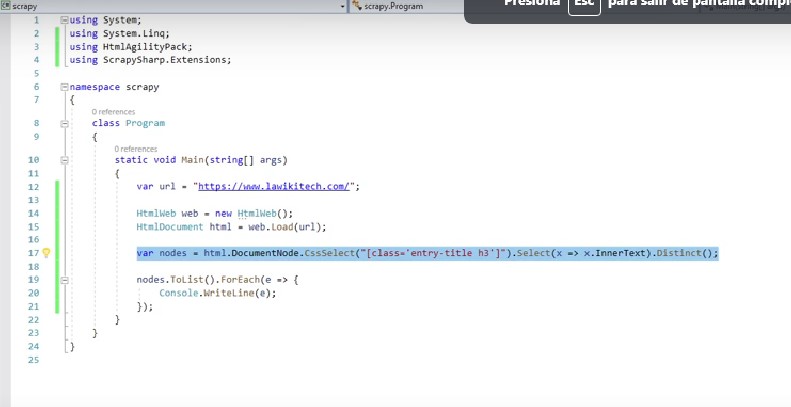 scrapy
scrapy.Program
Presiona Esc para salir de pantalla compl
1 using System;
2 using System.Linq;
3 using HtmlAgilityPack;
4 using ScrapySharp.Extensions;
5
6 namespace scrapy
7 {
0 references
8 class Program
9 {
0 references
10 static void Main(string[] args)
11 {
12 var url = "https://www.lawikitech.com/";
13
14 HtmlWeb web = new HtmlWeb();
15 HtmlDocument html = web.Load(url);
16
17 var nodes = html.DocumentNode.CssSelect("[class='entry-title h3']").Select(x => x.InnerText).Distinct();
18
19 nodes.ToList().ForEach(e => {
20 Console.WriteLine(e);
21 });
22 }
23 }
24 }
25